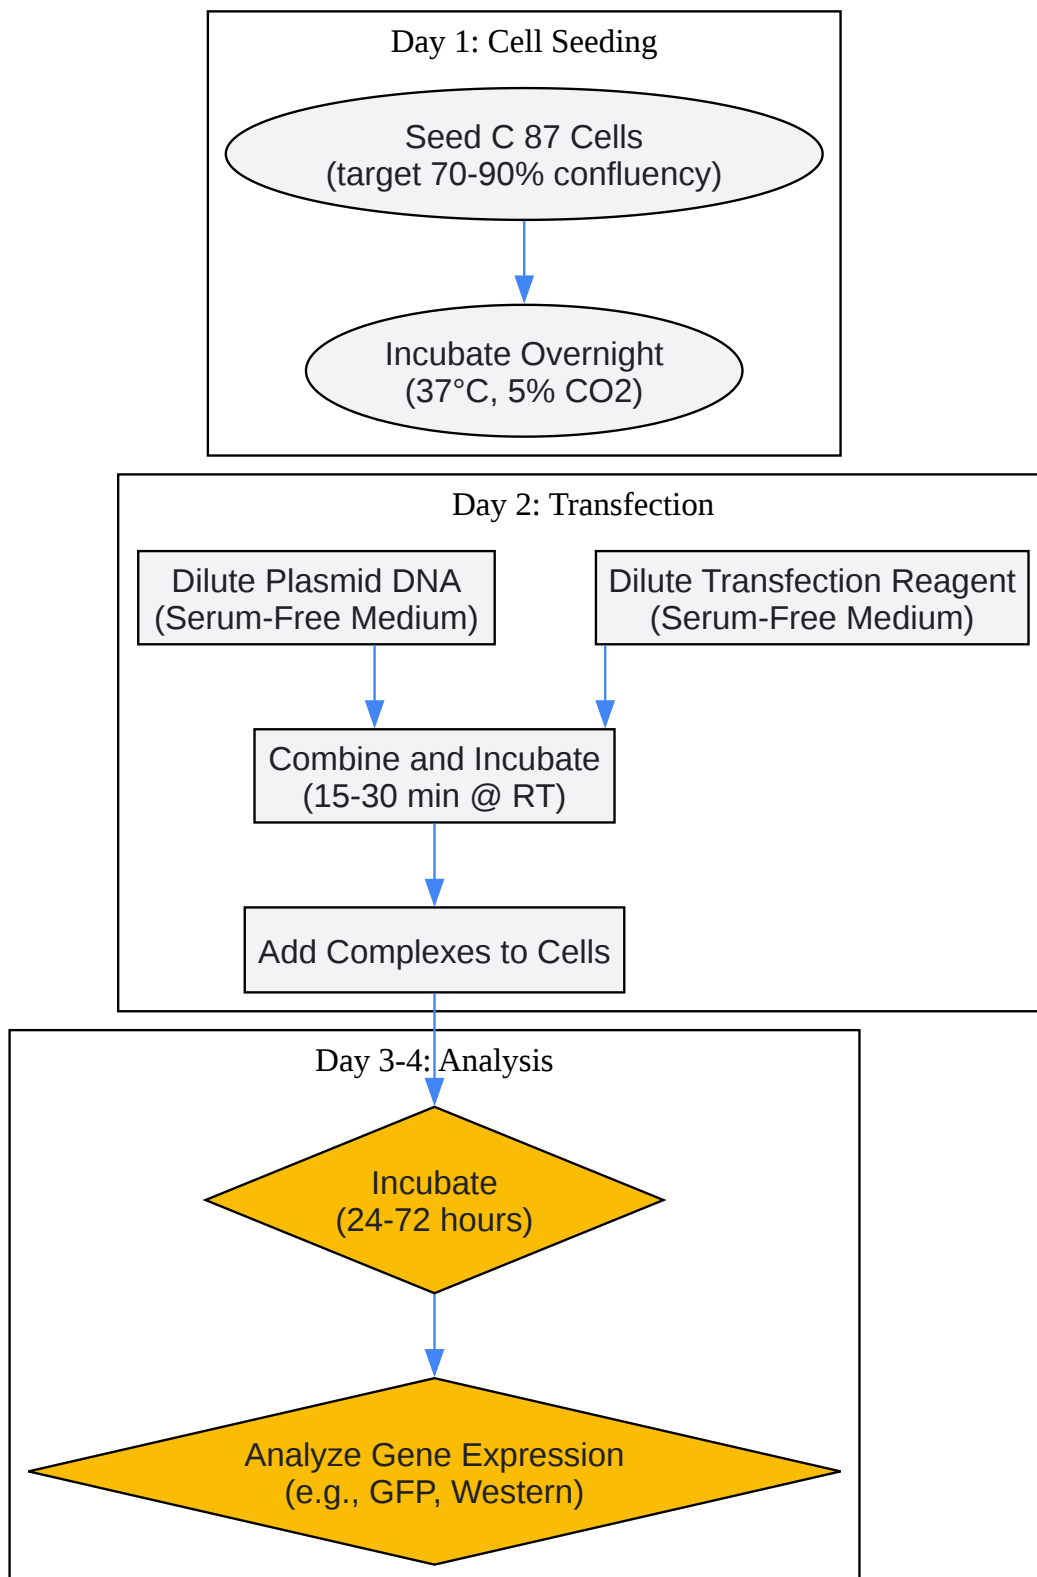 Day 1: Cell Seeding
Seed C 87 Cells
(target 70-90% confluency)
Incubate Overnight
(37°C, 5% CO2)
Day 2: Transfection
Dilute Plasmid DNA
(Serum-Free Medium)
Dilute Transfection Reagent
(Serum-Free Medium)
Combine and Incubate
(15-30 min @ RT)
Add Complexes to Cells
Day 3-4: Analysis
Incubate
(24-72 hours)
Analyze Gene Expression
(e.g., GFP, Western)